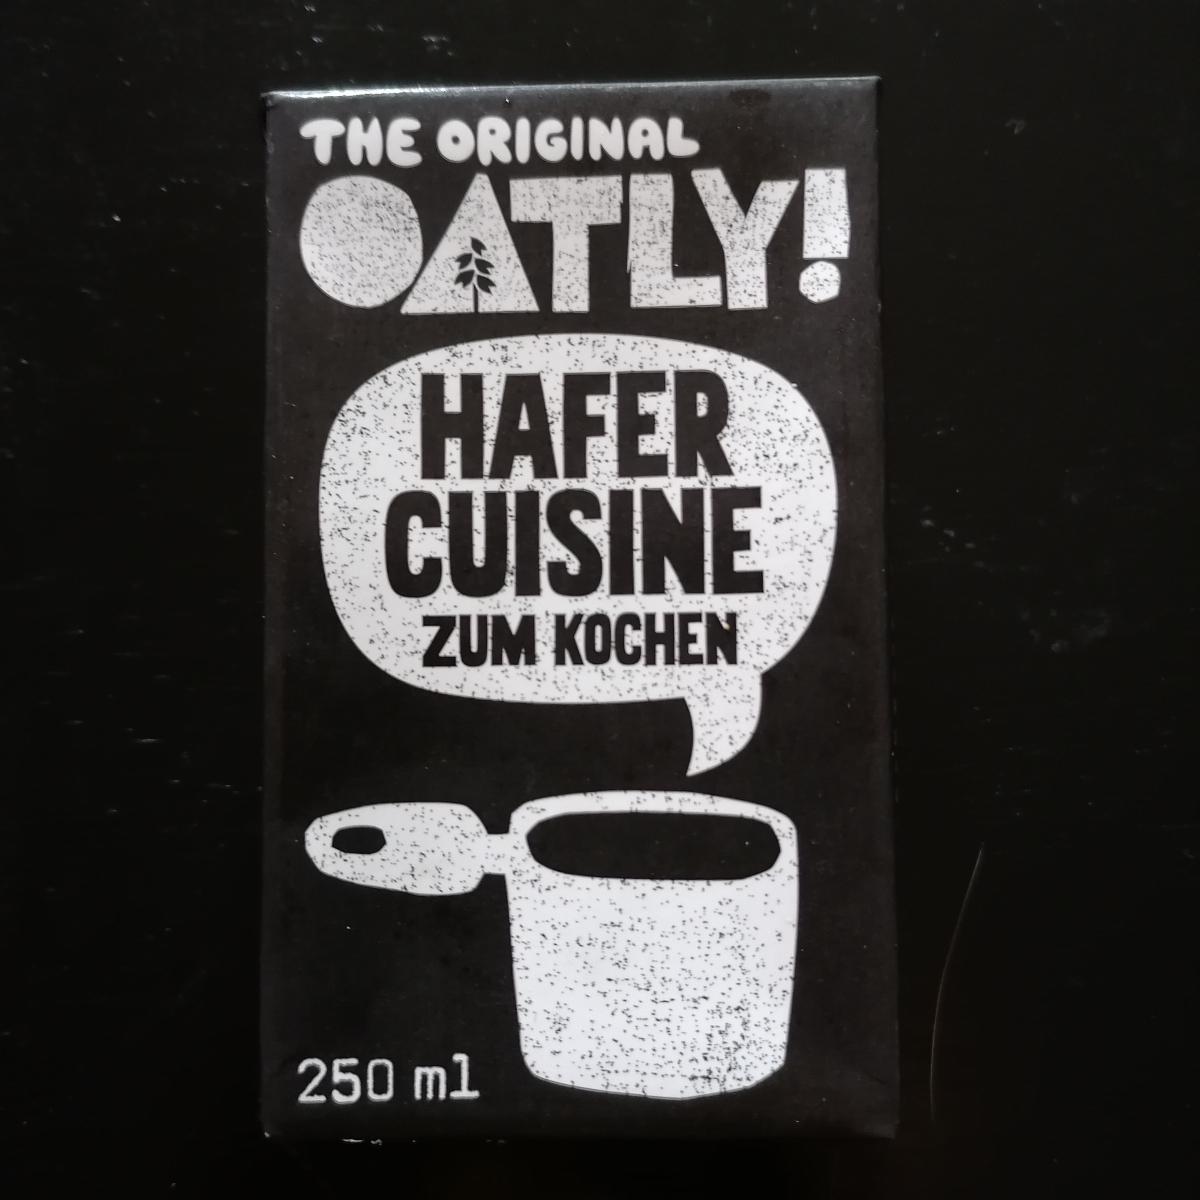 THE ORIGINAL
OATLY!
HAFER
CUISINE
ZUM KOCHEN
250 ml